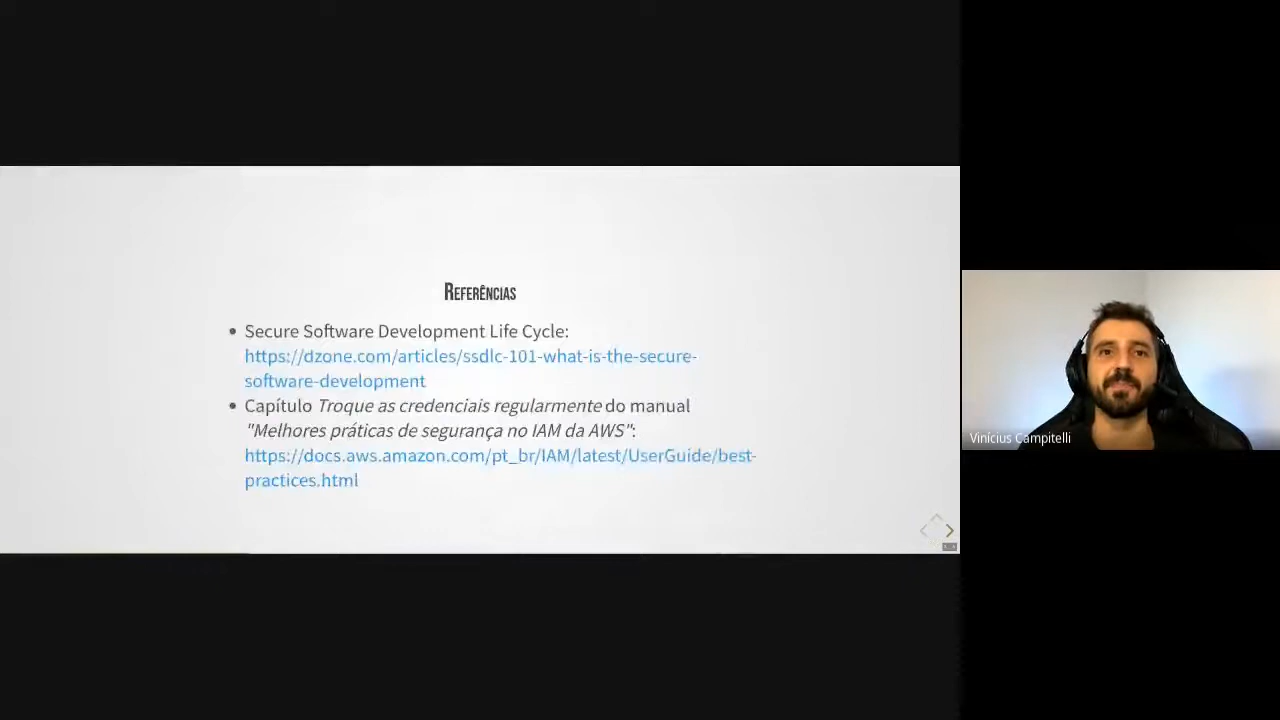 Referências
Secure Software Development Life Cycle:
https://dzone.com/articles/ssdlc-101-what-is-the-secure-
software-development
Capítulo Troque as credenciais regularmente do manual
"Melhores práticas de segurança no IAM da AWS":
https://docs.aws.amazon.com/pt_br/IAM/latest/UserGuide/best-
practices.html
Vinícius Campitelli